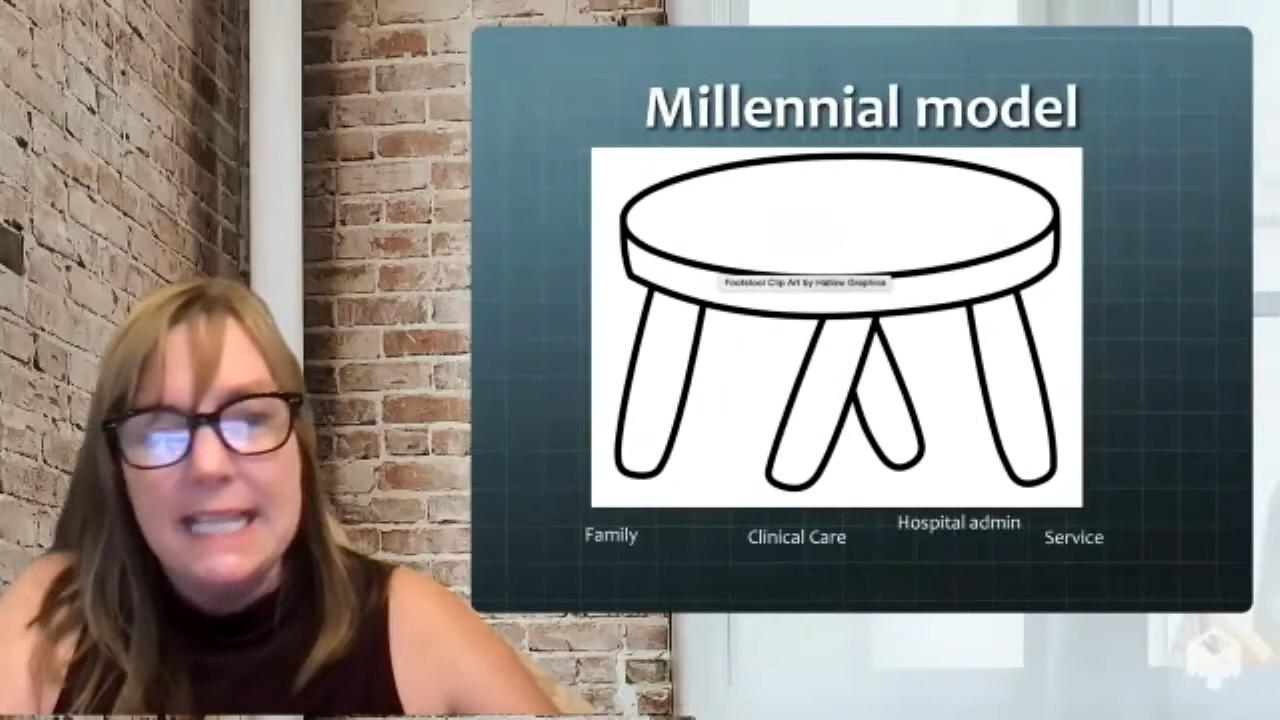 Millennial model
Footstool Clip Art by Hallow Graphics
Family
Clinical Care
Hospital admin
Service